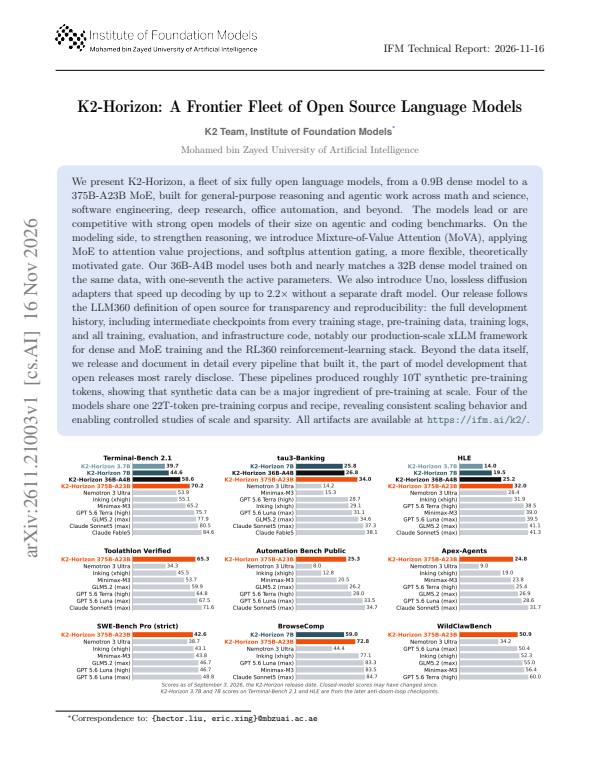 Institute of Foundation Models
Mohamed bin Zayed University of Artificial Intelligence
IFM Technical Report: 2026-11-16
K2-Horizon: A Frontier Fleet of Open Source Language Models
K2 Team, Institute of Foundation Models*
Mohamed bin Zayed University of Artificial Intelligence
We present K2-Horizon, a fleet of six fully open language models, from a 0.9B dense model to a
375B-A23B MoE, built for general-purpose reasoning and agentic work across math and science,
software engineering, deep research, office automation, and beyond. The models lead or are
competitive with strong open models of their size on agentic and coding benchmarks. On the
modeling side, to strengthen reasoning, we introduce Mixture-of-Value Attention (MoVA), applying
MoE to attention value projections, and softplus attention gating, a more flexible, theoretically
motivated gate. Our 36B-A4B model uses both and nearly matches a 32B dense model trained on
the same data, with one-seventh the active parameters. We also introduce Uno, lossless diffusion
adapters that speed up decoding by up to 2.2× without a separate draft model. Our release follows
the LLM360 definition of open source for transparency and reproducibility: the full development
history, including intermediate checkpoints from every training stage, pre-training data, training logs,
and all training, evaluation, and infrastructure code, notably our production-scale xLLM framework
for dense and MoE training and the RL360 reinforcement-learning stack. Beyond the data itself,
we release and document in detail every pipeline that built it, the part of model development that
open releases most rarely disclose. These pipelines produced roughly 10T synthetic pre-training
tokens, showing that synthetic data can be a major ingredient of pre-training at scale. Four of the
models share one 22T-token pre-training corpus and recipe, revealing consistent scaling behavior and
enabling controlled studies of scale and sparsity. All artifacts are available at https://ifm.ai/k2/.
arXiv:2611.21003v1 [cs.AI] 16 Nov 2026
Terminal-Bench 2.1
K2-Horizon 3.7B 39.7
K2-Horizon 7B 44.6
K2-Horizon 36B-A4B 58.6
K2-Horizon 375B-A23B 70.2
Nemotron 3 Ultra 53.9
Inkling (xhigh) 55.1
Minimax-M3 65.2
GPT 5.6 Terra (high) 75.7
GLM5.2 (max) 77.9
Claude Sonnet5 (max) 80.5
Claude Fable5 84.6
tau3-Banking
K2-Horizon 7B 25.8
K2-Horizon 36B-A4B 26.8
K2-Horizon 375B-A23B 34.0
Nemotron 3 Ultra 14.2
Minimax-M3 15.3
GPT 5.6 Terra (high) 28.7
Inkling (xhigh) 29.1
GPT 5.6 Luna (xhigh) 31.1
GLM5.2 (max) 34.6
Claude Sonnet5 (max) 37.3
Claude Fable5 38.1
HLE
K2-Horizon 3.7B 14.0
K2-Horizon 7B 19.5
K2-Horizon 36B-A4B 25.2
K2-Horizon 375B-A23B 32.0
Nemotron 3 Ultra 28.4
Inkling (xhigh) 31.9
GPT 5.6 Terra (high) 38.5
Minimax-M3 39.0
GPT 5.6 Luna (max) 39.5
GLM5.2 (max) 41.1
Claude Sonnet5 (max) 41.3
Toolathlon Verified
K2-Horizon 375B-A23B 65.3
Nemotron 3 Ultra 34.3
Inkling (xhigh) 45.5
Minimax-M3 53.7
GLM5.2 (max) 59.9
GPT 5.6 Terra (high) 64.8
GPT 5.6 Luna (xhigh) 67.5
Claude Sonnet5 (max) 71.6
Automation Bench Public
K2-Horizon 375B-A23B 25.3
Nemotron 3 Ultra 8.0
Inkling (xhigh) 12.8
Minimax-M3 20.5
GLM5.2 (max) 26.2
GPT 5.6 Terra (high) 28.0
GPT 5.6 Luna (xhigh) 33.5
Claude Sonnet5 (max) 34.7
Apex-Agents
K2-Horizon 375B-A23B 24.8
Nemotron 3 Ultra 9.0
Inkling (xhigh) 19.0
Minimax-M3 23.8
GPT 5.6 Terra (high) 25.4
GLM5.2 (max) 26.9
GPT 5.6 Luna (max) 28.6
Claude Sonnet5 (max) 31.7
SWE-Bench Pro (strict)
K2-Horizon 375B-A23B 42.6
Nemotron 3 Ultra 38.7
Inkling (xhigh) 43.1
Minimax-M3 43.8
GLM5.2 (max) 46.7
GPT 5.6 Luna (high) 46.7
GPT 5.6 Luna (max) 48.8
BrowseComp
K2-Horizon 7B 59.0
K2-Horizon 375B-A23B 72.8
Nemotron 3 Ultra 44.4
Inkling (xhigh) 77.1
GPT 5.6 Luna (max) 83.3
Minimax-M3 83.5
Claude Sonnet5 (max) 84.7
WildClawBench
K2-Horizon 375B-A23B 50.9
Nemotron 3 Ultra 34.2
GPT 5.6 Luna (xhigh) 50.4
Inkling (xhigh) 52.3
Minimax-M3 55.0
GLM5.2 (max) 56.4
GPT 5.6 Terra (high) 60.0
Scores as of September 3, 2026, the K2-Horizon release date. Closed-model scores may have changed since.
K2-Horizon 3.7B and 7B scores on Terminal-Bench 2.1 and HLE are from the later anti-doom-loop checkpoints.
*Correspondence to: {hector.liu, eric.xing}@mbzuai.ac.ae